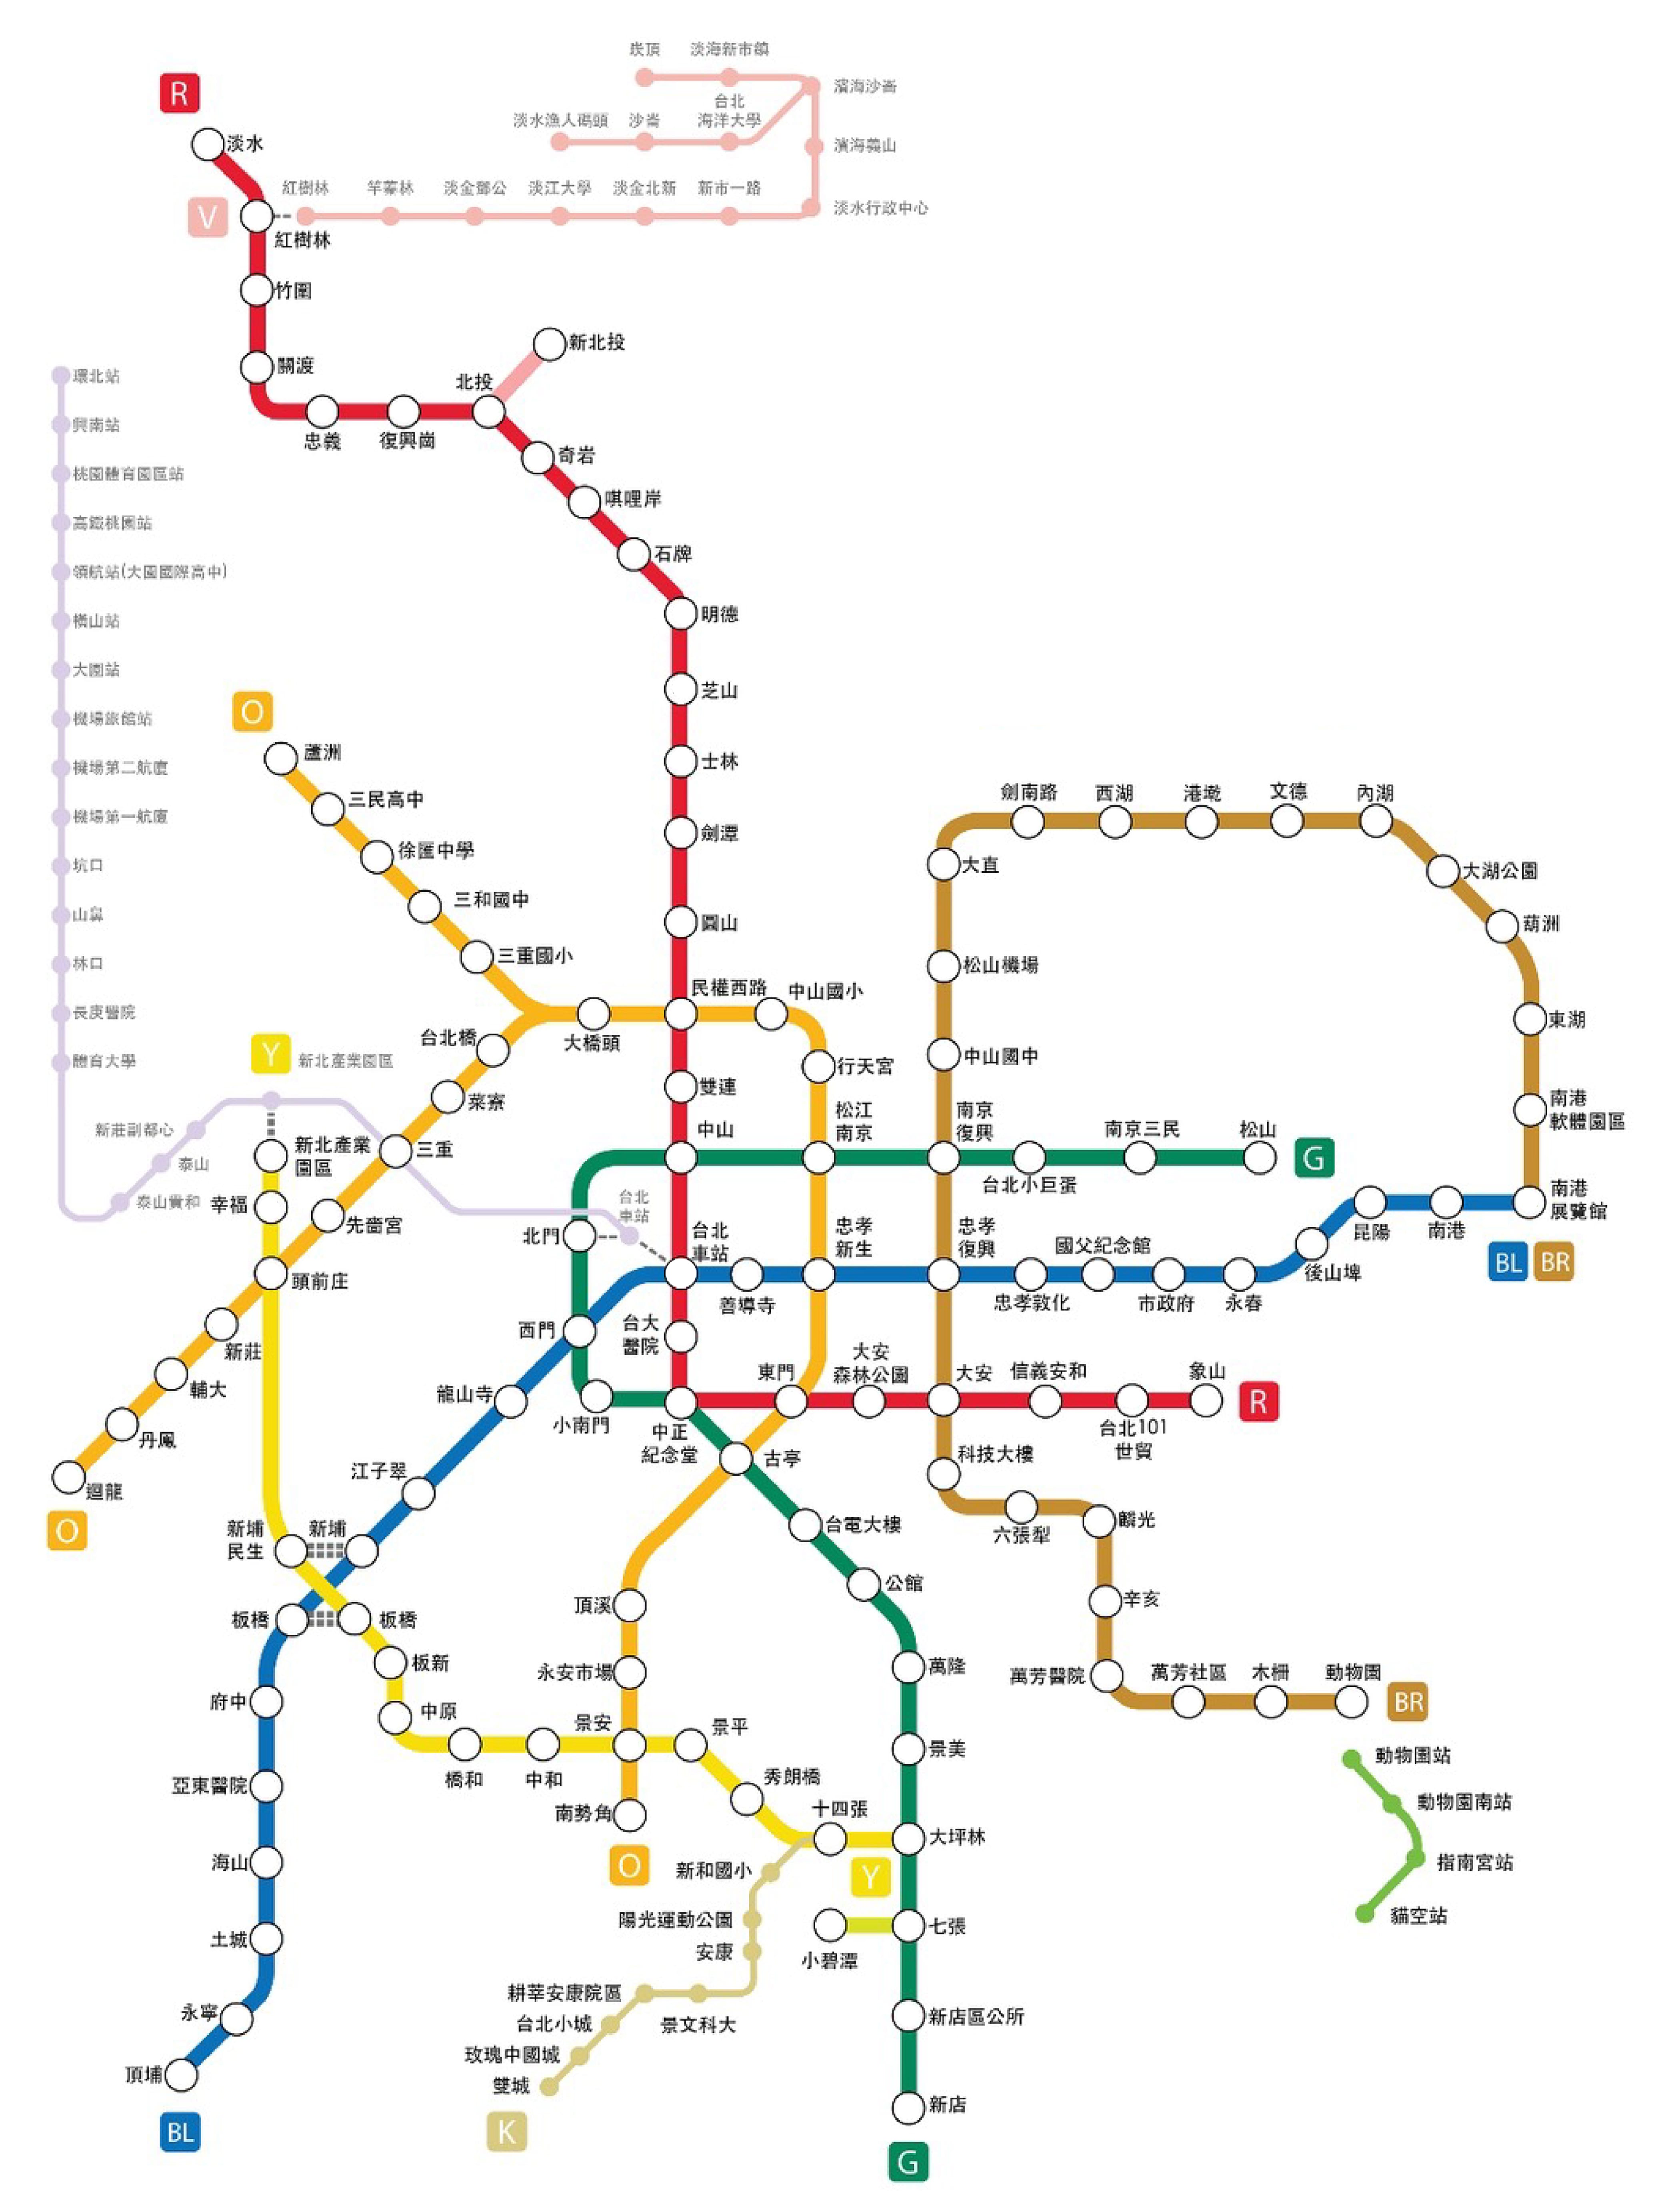 崁頂
淡海新市鎮
濱海沙崙
淡水漁人碼頭
沙崙
台北
海洋大學
濱海義山
R
淡水
V
紅樹林
竿蓁林
淡金鄧公
淡江大學
淡金北新
新市一路
淡水行政中心
紅樹林
竹圍
關渡
忠義
復興崗
北投
新北投
奇岩
唭哩岸
石牌
明德
芝山
士林
劍潭
圓山
民權西路
雙連
中山
台北
車站
台大
醫院
中正
紀念堂
東門
大安
森林公園
大安
信義安和
台北101
世貿
象山
R
環北站
興南站
桃園體育園區站
高鐵桃園站
領航站(大園國際高中)
橫山站
大園站
機場旅館站
機場第二航廈
機場第一航廈
坑口
山鼻
林口
長庚醫院
體育大學
泰山貴和
泰山
新莊副都心
新北產業園區
台北
車站
O
蘆洲
三民高中
徐匯中學
三和國中
三重國小
大橋頭
中山國小
行天宮
松江
南京
忠孝
新生
台北橋
菜寮
三重
先嗇宮
頭前庄
新莊
輔大
丹鳳
迴龍
O
古亭
頂溪
永安市場
景安
南勢角
O
Y
新北產業
園區
幸福
新埔
民生
板橋
板新
中原
橋和
中和
景平
秀朗橋
十四張
大坪林
Y
劍南路
西湖
港墘
文德
內湖
大湖公園
葫洲
東湖
南港
軟體園區
南港
展覽館
BL
BR
大直
松山機場
中山國中
南京
復興
忠孝
復興
科技大樓
六張犁
麟光
辛亥
萬芳醫院
萬芳社區
木柵
動物園
BR
動物園站
動物園南站
指南宮站
貓空站
松山
G
南京三民
台北小巨蛋
北門
西門
小南門
台電大樓
公館
萬隆
景美
七張
小碧潭
新店區公所
新店
G
南港
昆陽
後山埤
永春
市政府
國父紀念館
忠孝敦化
善導寺
龍山寺
江子翠
新埔
板橋
府中
亞東醫院
海山
土城
永寧
頂埔
BL
新和國小
陽光運動公園
安康
景文科大
耕莘安康院區
台北小城
玫瑰中國城
雙城
K